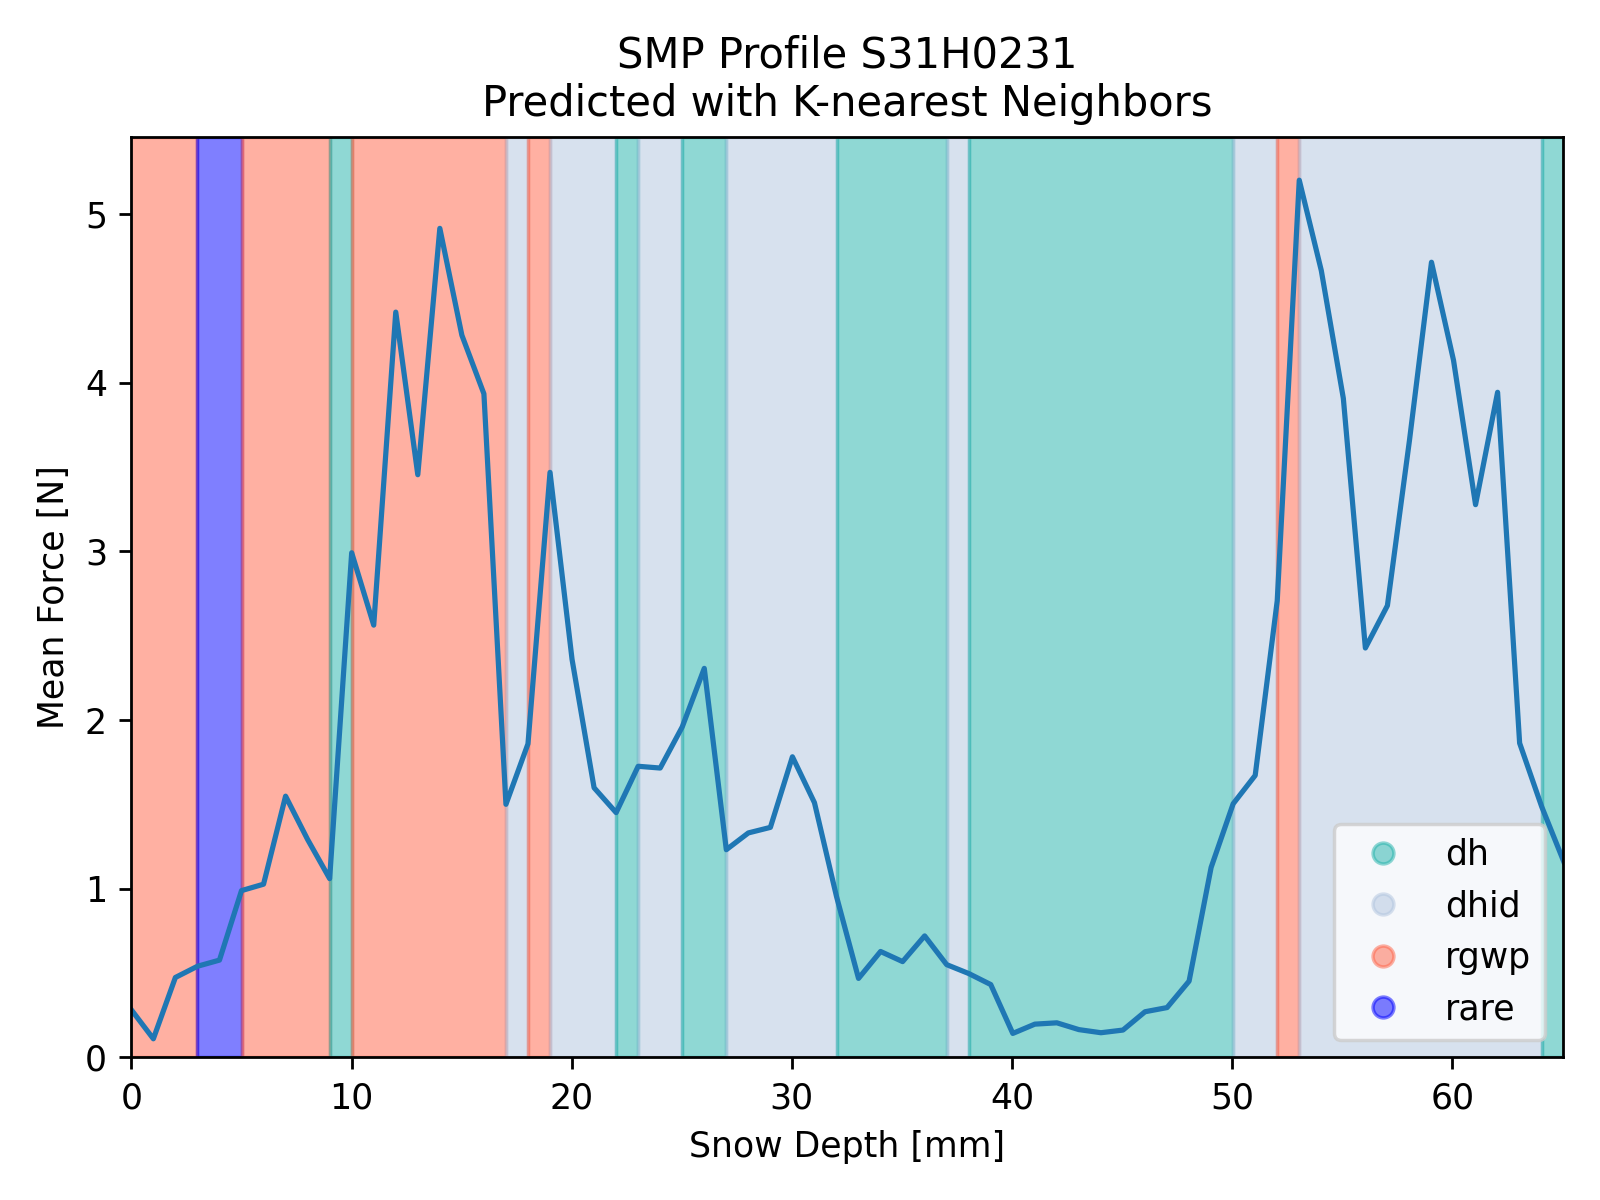 SMP Profile S31H0231
Predicted with K-nearest Neighbors
Mean Force [N]
5
4
3
2
1
0
0 10 20 30 40 50 60
Snow Depth [mm]
dh
dhid
rgwp
rare